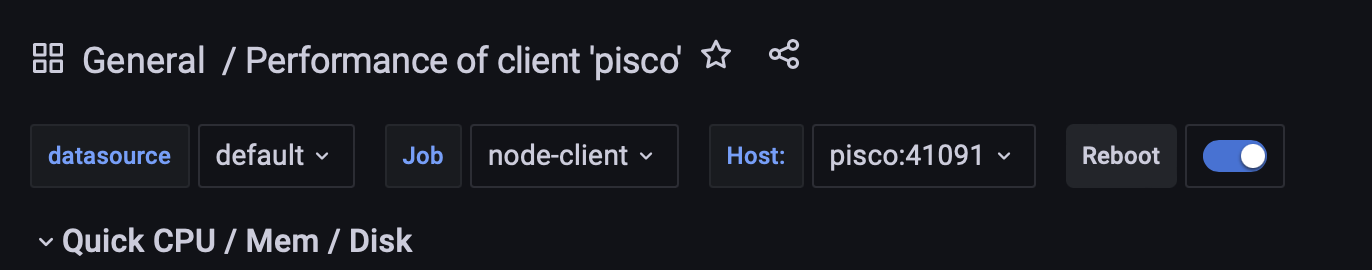 General / Performance of client 'pisco'
datasource default Job node-client Host: pisco:41091 Reboot
Quick CPU / Mem / Disk